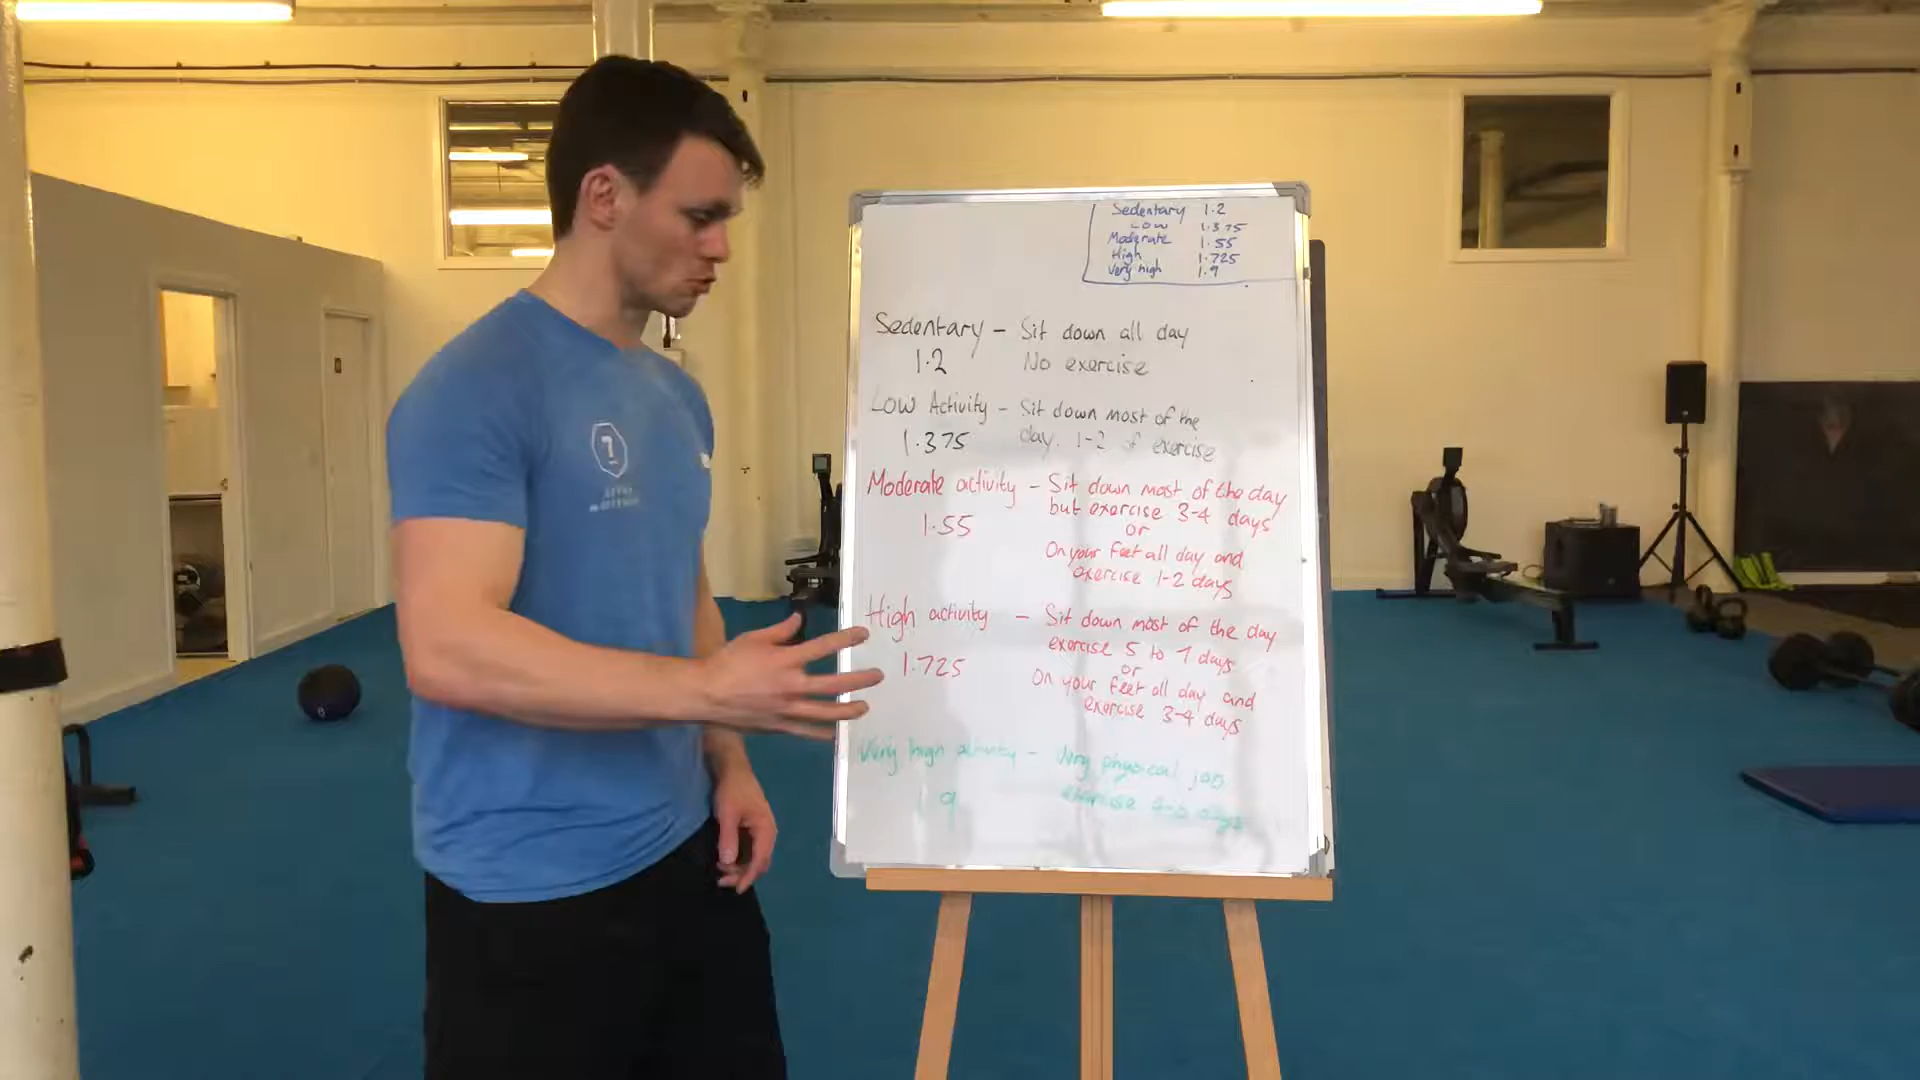 Sedentary 1.2
Low 1.375
Moderate 1.55
High 1.725
Very high 1.9
Sedentary - Sit down all day
1.2 No exercise
Low Activity - Sit down most of the
1.375 day. 1-2 of exercise
Moderate activity - Sit down most of the day
but exercise 3-4 days
1.55 or
On your feet all day and
exercise 1-2 days
High activity - Sit down most of the day
exercise 5 to 7 days
1.725 or
On your feet all day and
exercise 3-4 days
Very high activity - Very physical job
9 exercise days